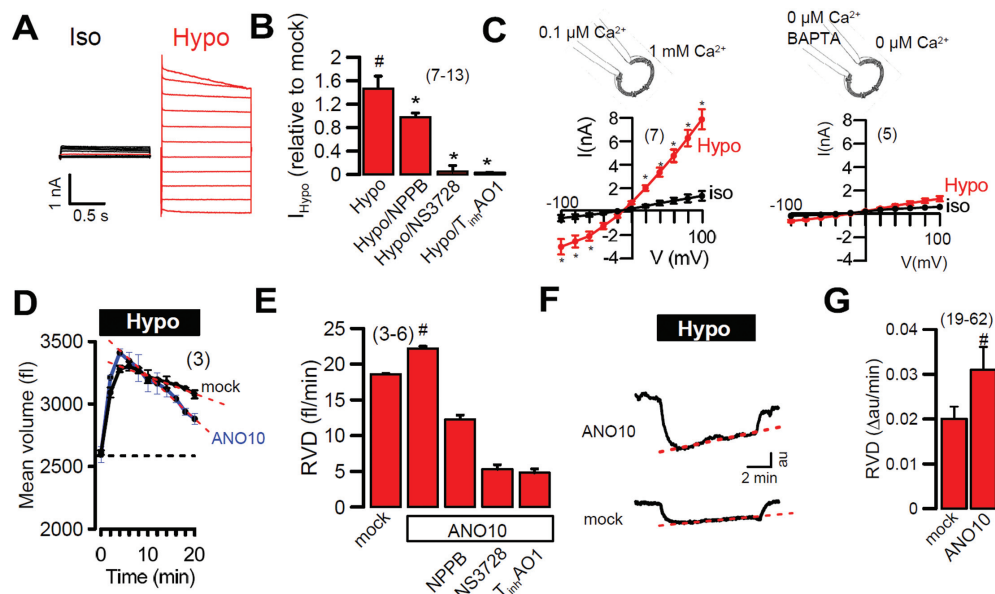 A
Iso
Hypo
1 nA
0.5 s
B
I Hypo (relative to mock)
2
1.6
1.2
0.8
0.4
0
#
(7-13)
*
*
*
Hypo
Hypo/NPPB
Hypo/NS3728
Hypo/TinhAO1
C
0.1 µM Ca2+
1 mM Ca2+
I(nA)
8
6
4
2
-2
-4
(7)
Hypo
iso
-100
100
V (mV)
* * * * *
* * *
0 µM Ca2+
BAPTA
0 µM Ca2+
I(nA)
8
6
4
2
-2
-4
(5)
Hypo
iso
-100
100
V(mV)
D
Hypo
Mean volume (fl)
3500
3000
2500
2000
(3)
mock
ANO10
0 10 20
Time (min)
E
RVD (fl/min)
25
20
15
10
5
0
(3-6)
#
mock
ANO10
NPPB
NS3728
TinhAO1
F
Hypo
ANO10
au
2 min
mock
G
RVD (Δau/min)
(19-62)
0.04
0.03
0.02
0.01
0
#
mock
ANO10